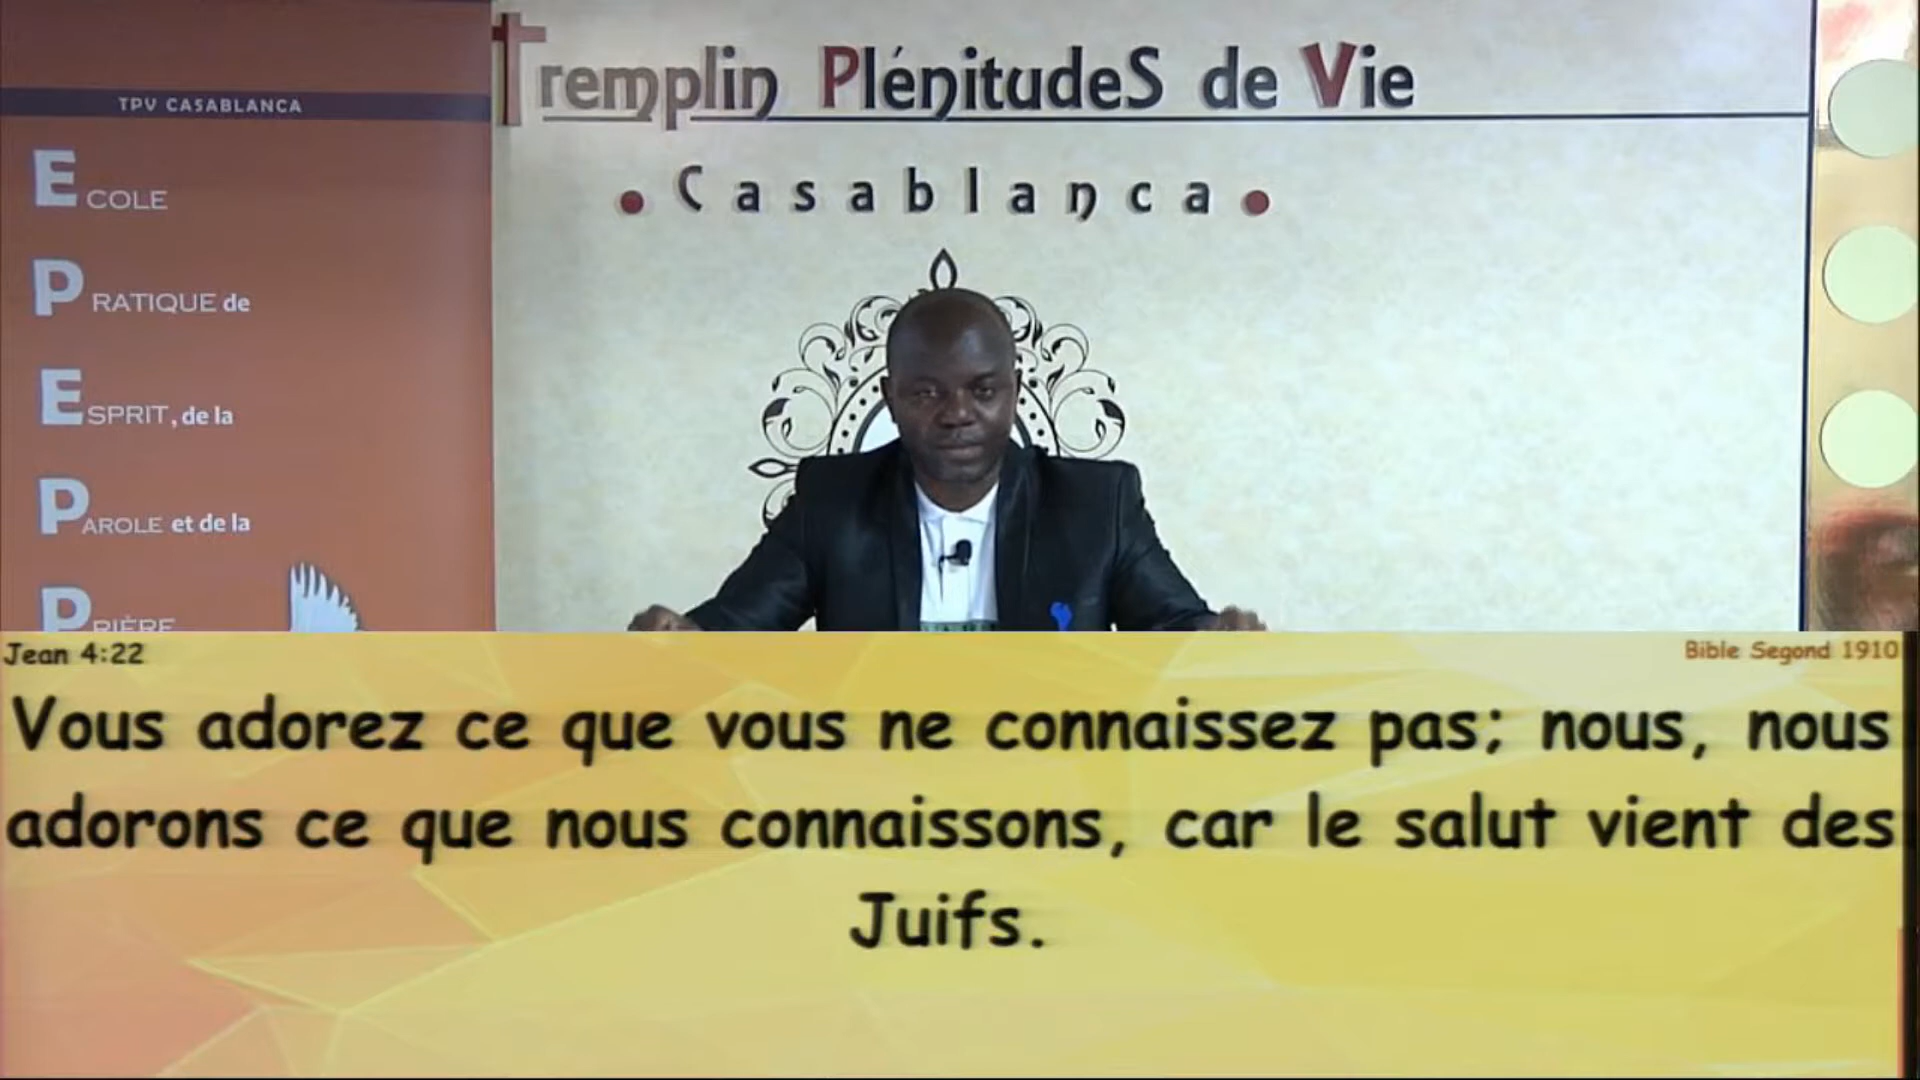 TPV CASABLANCA
ECOLE
PRATIQUE de
ESPRIT, de la
PAROLE et de la
PRIÈRE
Tremplin PlénitudeS de Vie
• Casablanca •
Jean 4:22
Bible Segond 1910
Vous adorez ce que vous ne connaissez pas; nous, nous
adorons ce que nous connaissons, car le salut vient des
Juifs.